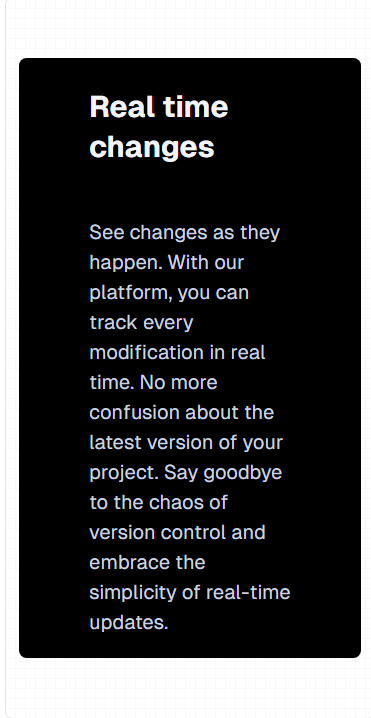 Real time
changes
See changes as they
happen. With our
platform, you can
track every
modification in real
time. No more
confusion about the
latest version of your
project. Say goodbye
to the chaos of
version control and
embrace the
simplicity of real-time
updates.